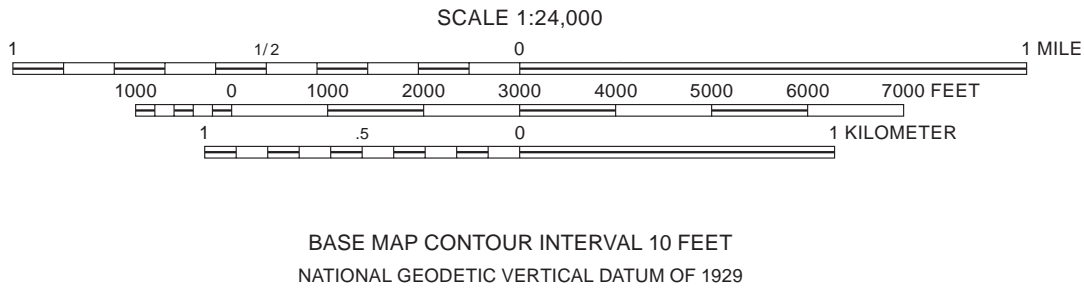 SCALE 1:24,000
1 1/2 0 1 MILE
1000 0 1000 2000 3000 4000 5000 6000 7000 FEET
1 .5 0 1 KILOMETER
BASE MAP CONTOUR INTERVAL 10 FEET
NATIONAL GEODETIC VERTICAL DATUM OF 1929